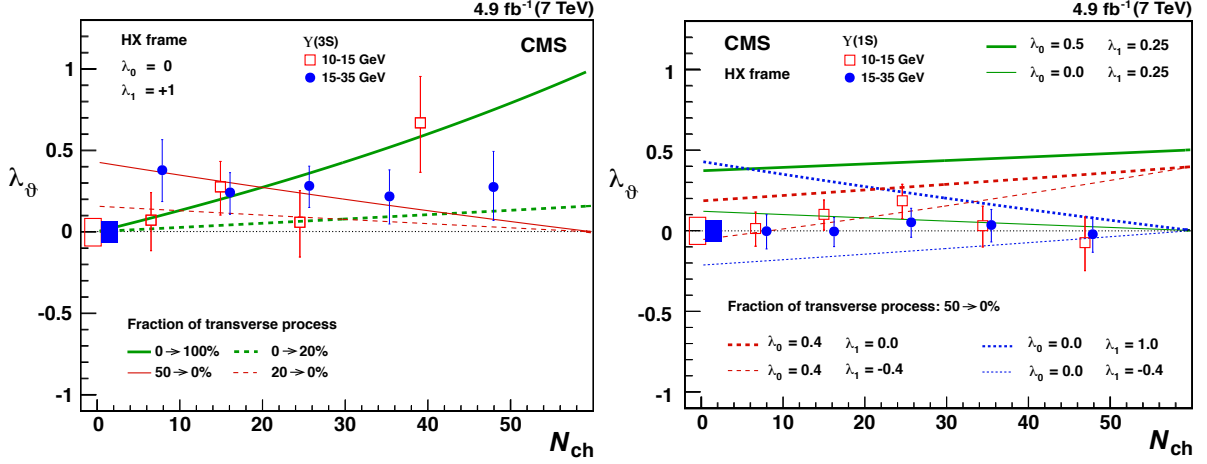 4.9 fb⁻¹(7 TeV)
HX frame
λ₀ = 0
λ₁ = +1
ϒ(3S)
10-15 GeV
15-35 GeV
CMS
1
0.5
0
-0.5
-1
λ_ϑ
Fraction of transverse process
0→100% 0→20%
50→0% 20→0%
0 10 20 30 40 50
N_ch
4.9 fb⁻¹(7 TeV)
CMS
HX frame
ϒ(1S)
10-15 GeV
15-35 GeV
λ₀ = 0.5 λ₁ = 0.25
λ₀ = 0.0 λ₁ = 0.25
1
0.5
0
-0.5
-1
λ_ϑ
Fraction of transverse process: 50→0%
λ₀ = 0.4 λ₁ = 0.0 λ₀ = 0.0 λ₁ = 1.0
λ₀ = 0.4 λ₁ = -0.4 λ₀ = 0.0 λ₁ = -0.4
0 10 20 30 40 50
N_ch